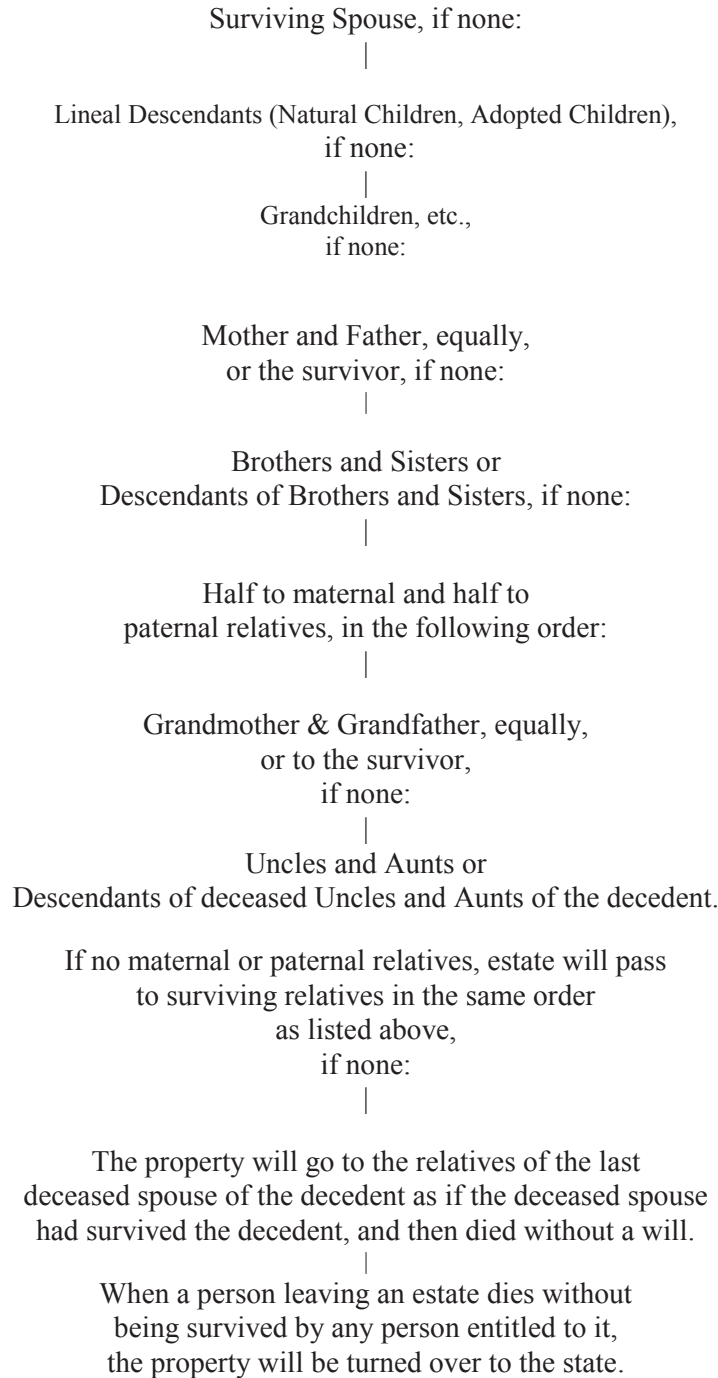 Surviving Spouse, if none:
Lineal Descendants (Natural Children, Adopted Children),
if none:
Grandchildren, etc.,
if none:
Mother and Father, equally,
or the survivor, if none:
Brothers and Sisters or
Descendants of Brothers and Sisters, if none:
Half to maternal and half to
paternal relatives, in the following order:
Grandmother & Grandfather, equally,
or to the survivor,
if none:
Uncles and Aunts or
Descendants of deceased Uncles and Aunts of the decedent.
If no maternal or paternal relatives, estate will pass
to surviving relatives in the same order
as listed above,
if none:
The property will go to the relatives of the last
deceased spouse of the decedent as if the deceased spouse
had survived the decedent, and then died without a will.
When a person leaving an estate dies without
being survived by any person entitled to it,
the property will be turned over to the state.